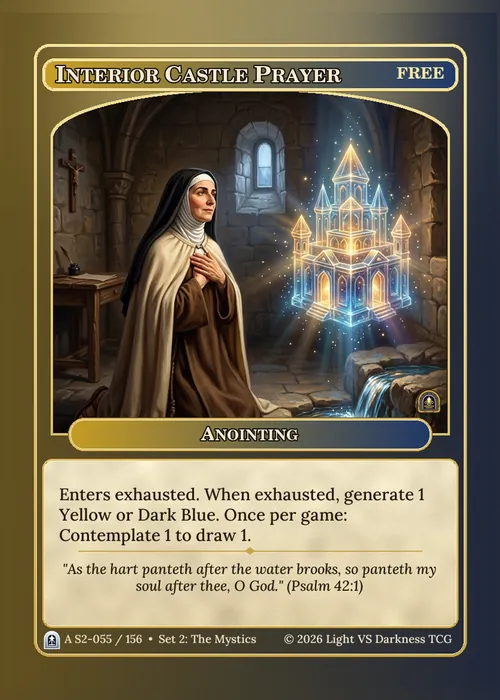 Interior Castle Prayer FREE
Anointing
Enters exhausted. When exhausted, generate 1
Yellow or Dark Blue. Once per game:
Contemplate 1 to draw 1.
"As the hart panteth after the water brooks, so panteth my
soul after thee, O God." (Psalm 42:1)
A S2-055 / 156 • Set 2: The Mystics © 2026 Light VS Darkness TCG